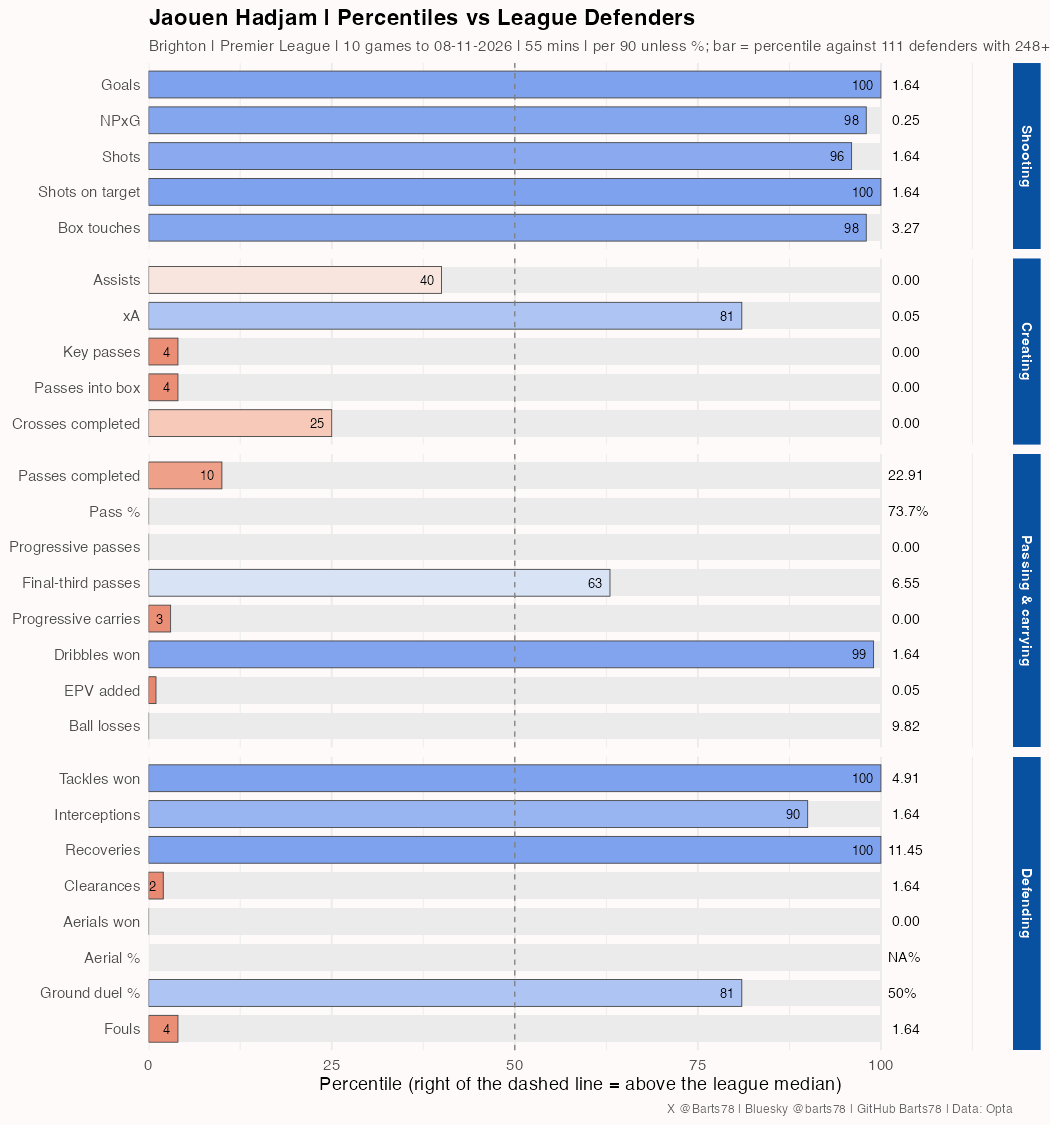 Jaouen Hadjam | Percentiles vs League Defenders
Brighton | Premier League | 10 games to 08-11-2026 | 55 mins | per 90 unless %; bar = percentile against 111 defenders with 248+
Shooting
Goals 100 1.64
NPxG 98 0.25
Shots 96 1.64
Shots on target 100 1.64
Box touches 98 3.27
Creating
Assists 40 0.00
xA 81 0.05
Key passes 4 0.00
Passes into box 4 0.00
Crosses completed 25 0.00
Passing & carrying
Passes completed 10 22.91
Pass % 73.7%
Progressive passes 0.00
Final-third passes 63 6.55
Progressive carries 3 0.00
Dribbles won 99 1.64
EPV added 0.05
Ball losses 9.82
Defending
Tackles won 100 4.91
Interceptions 90 1.64
Recoveries 100 11.45
Clearances 2 1.64
Aerials won 0.00
Aerial % NA%
Ground duel % 81 50%
Fouls 4 1.64
0 25 50 75 100
Percentile (right of the dashed line = above the league median)
X @Barts78 | Bluesky @barts78 | GitHub Barts78 | Data: Opta